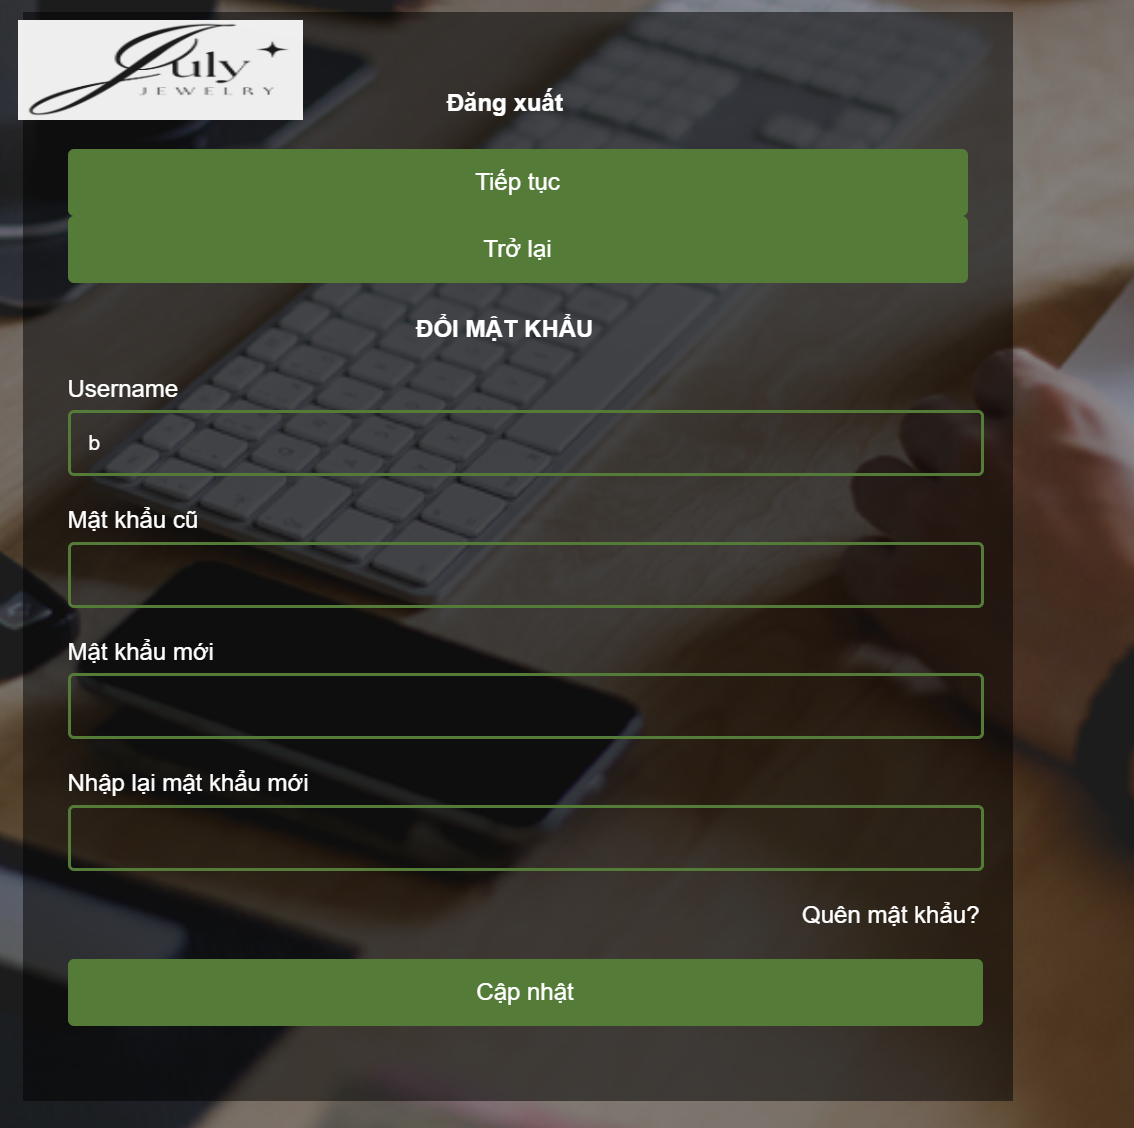 July
JEWELRY
Đăng xuất
Tiếp tục
Trở lại
ĐỔI MẬT KHẨU
Username
b
Mật khẩu cũ
Mật khẩu mới
Nhập lại mật khẩu mới
Quên mật khẩu?
Cập nhật